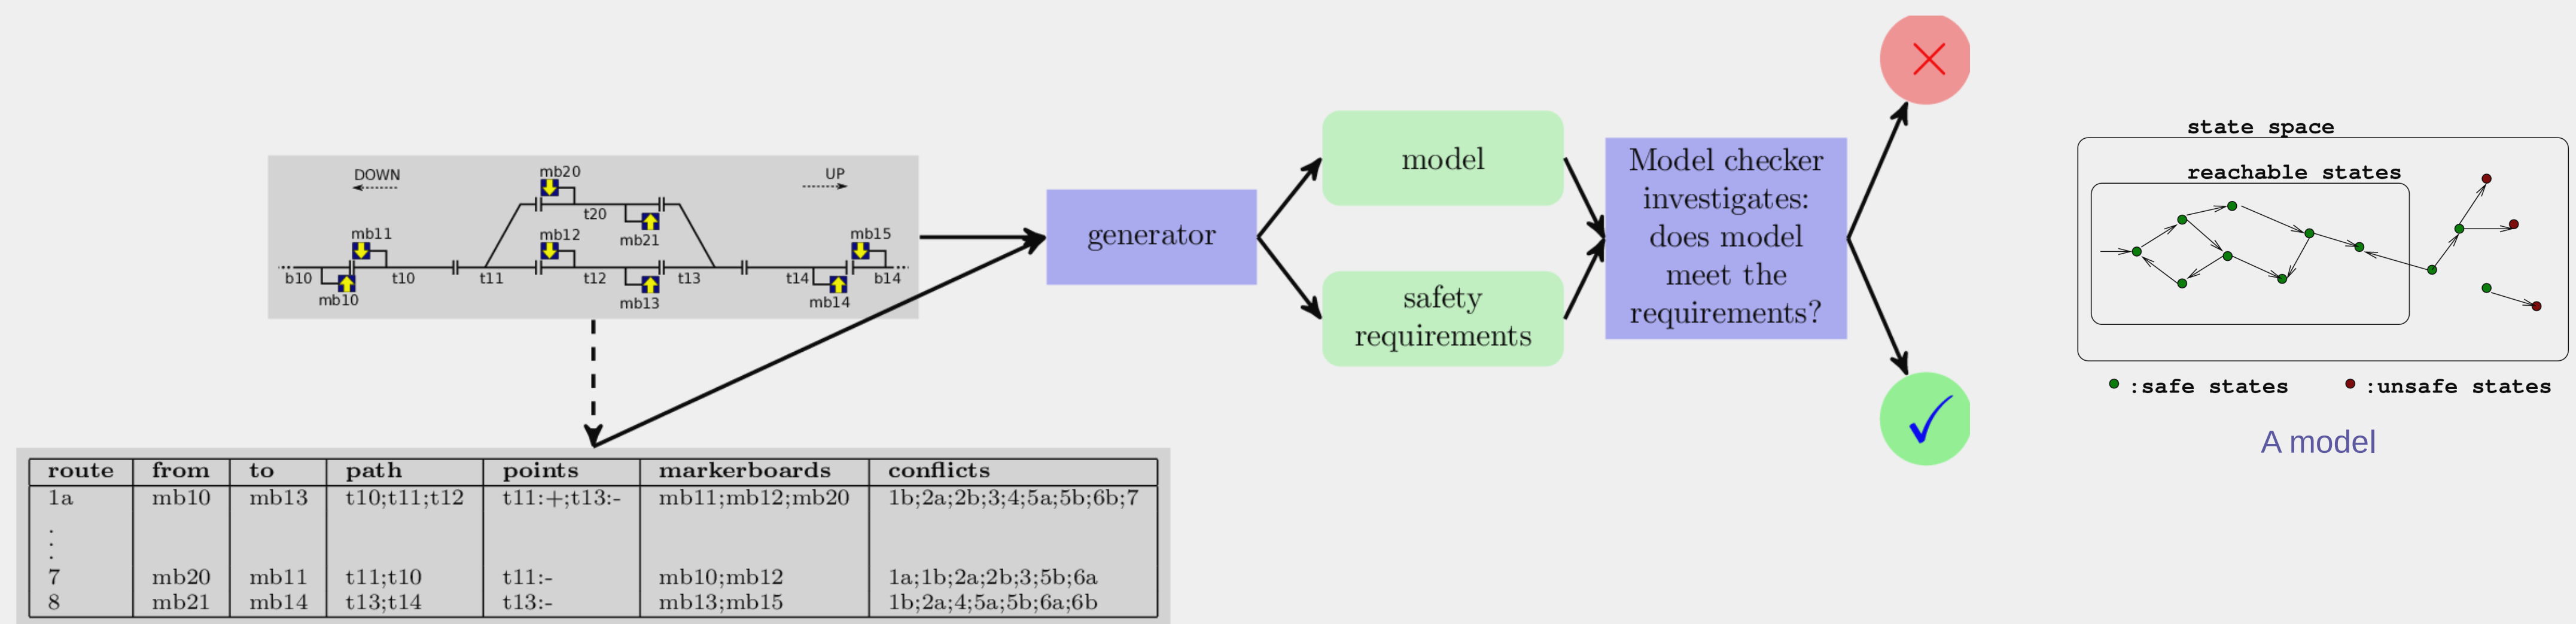 DOWN
UP
mb20
t20
mb21
mb11
mb12
mb15
b10
t10
t11
t12
t13
t14
b14
mb10
mb13
mb14
generator
model
safety
requirements
Model checker
investigates:
does model
meet the
requirements?
state space
reachable states
:safe states :unsafe states
A model
route from to path points markerboards conflicts
1a mb10 mb13 t10;t11;t12 t11:+;t13:- mb11;mb12;mb20 1b;2a;2b;3;4;5a;5b;6b;7
.
.
.
7 mb20 mb11 t11;t10 t11:- mb10;mb12 1a;1b;2a;2b;3;5b;6a
8 mb21 mb14 t13;t14 t13:- mb13;mb15 1b;2a;4;5a;5b;6a;6b